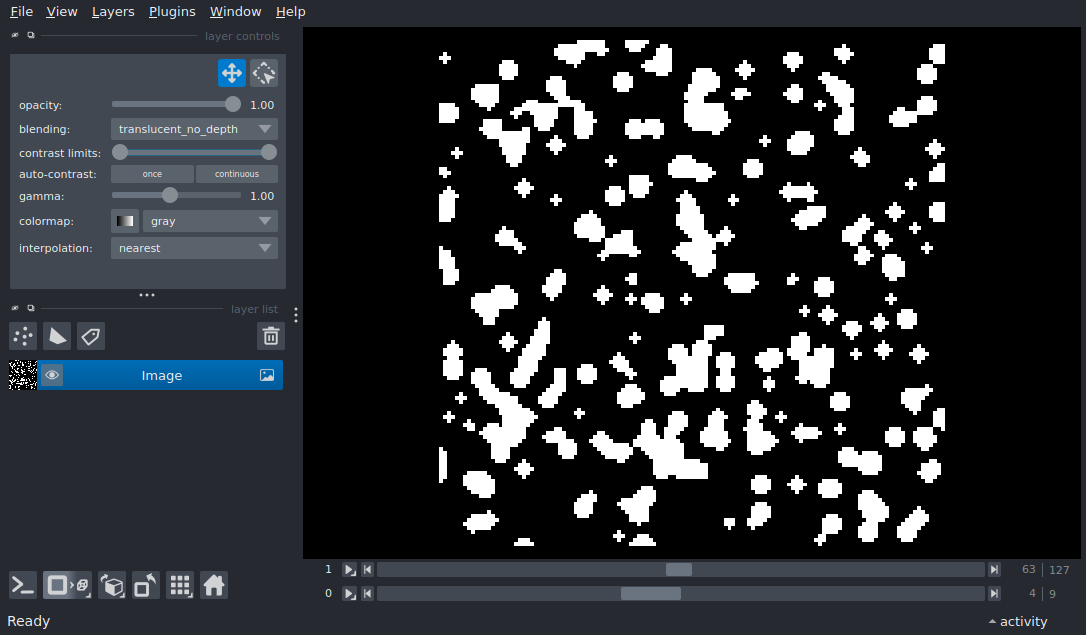 File View Layers Plugins Window Help
layer controls
opacity: 1.00
blending: translucent_no_depth
contrast limits:
auto-contrast: once continuous
gamma: 1.00
colormap: gray
interpolation: nearest
layer list
Image
1 63 127
0 4 9
Ready activity